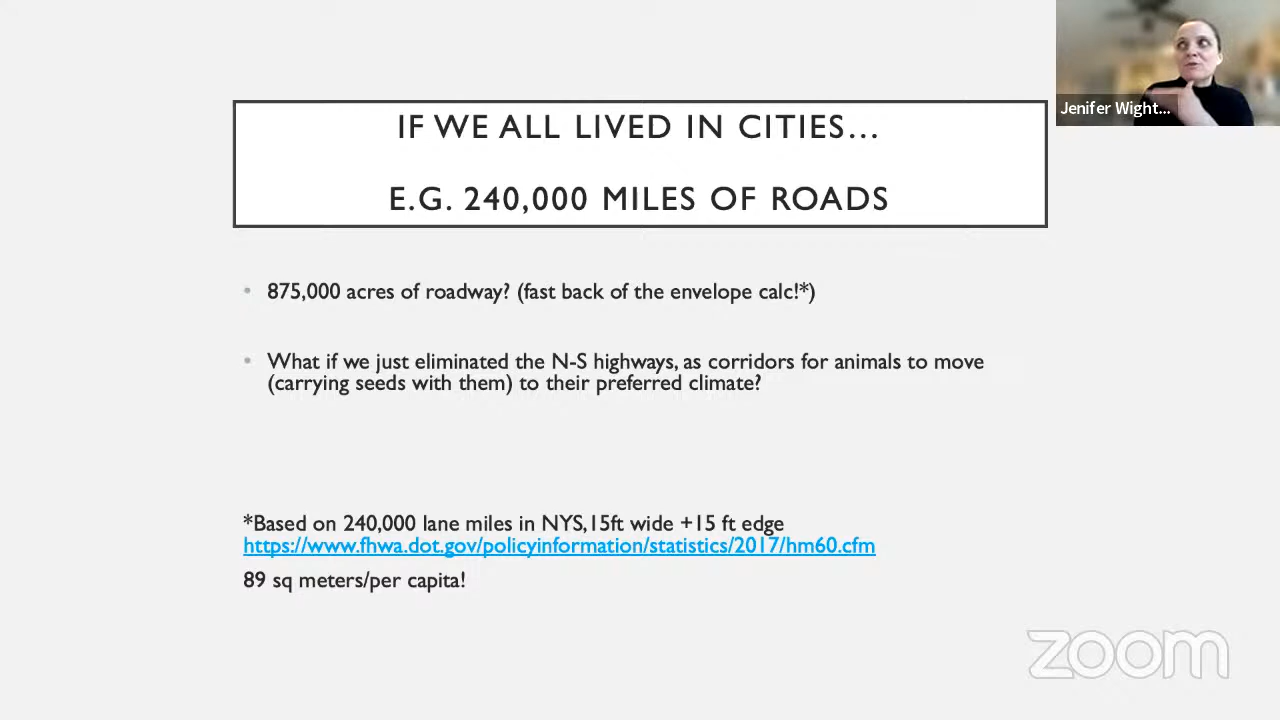 IF WE ALL LIVED IN CITIES...
E.G. 240,000 MILES OF ROADS
Jenifer Wight...
• 875,000 acres of roadway? (fast back of the envelope calc!*)
• What if we just eliminated the N-S highways, as corridors for animals to move
(carrying seeds with them) to their preferred climate?
*Based on 240,000 lane miles in NYS,15ft wide +15 ft edge
https://www.fhwa.dot.gov/policyinformation/statistics/2017/hm60.cfm
89 sq meters/per capita!
zoom